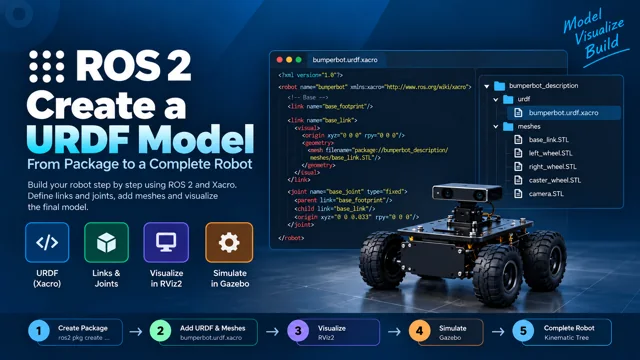 ROS 2
Create a
URDF Model
From Package to a Complete Robot
Build your robot step by step using ROS 2 and Xacro.
Define links and joints, add meshes and visualize
the final model.
</>
URDF
(Xacro)
Links &
Joints
Visualize
in RViz2
Simulate
in Gazebo
bumperbot.urdf.xacro
<?xml version="1.0"?>
<robot name="bumperbot" xmlns:xacro="http://www.ros.org/wiki/xacro">
<!-- Base -->
<link name="base_footprint"/>
<link name="base_link">
<visual>
<origin xyz="0 0 0" rpy="0 0 0"/>
<geometry>
<mesh filename="package://bumperbot_description/
meshes/base_link.STL"/>
</geometry>
</isual>
</link>
<joint name="base_joint" type="fixed">
<parent link="base_footprint"/>
<child link="base_link"/>
<origin xyz="0 0 0.033" rpy="0 0 0"/>
</joint>
</robot>
bumperbot_description
urdf
bumperbot.urdf.xacro
meshes
base_link.STL
left_wheel.STL
right_wheel.STL
caster_wheel.STL
camera.STL
Model
Visualize
Build
1
Create Package
ros2 pkg create ...
2
Add URDF & Meshes
bumperbot.urdf.xacro
3
Visualize
RViz2
4
Simulate
Gazebo
5
Complete Robot
Kinematic Tree